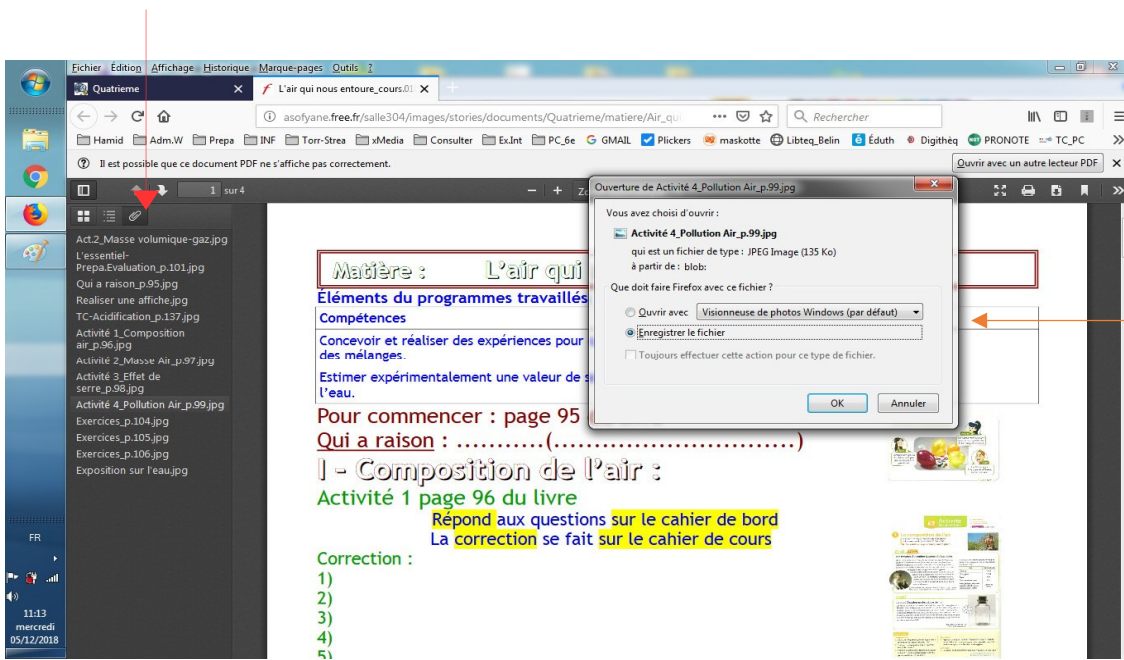 Fichier Édition Affichage Historique Marque-pages Outils ?
Quatrieme
L'air qui nous entoure_cours.01
asofyane.free.fr/salle304/images/stories/documents/Quatrieme/matiere/Air_qui
Rechercher
Hamid Adm.W Prepa INF Torr-Strea xMedia Consulter Ex.Int PC_6e GMAIL Plickers maskotte Libteq_Belin Éduth Digithèq PRONOTE TC_PC
Il est possible que ce document PDF ne s'affiche pas correctement.
Ouvrir avec un autre lecteur PDF
1 sur 4
Act.2_Masse volumique-gaz.jpg
L'essentiel-
Prepa.Evaluation_p.101.jpg
Qui a raison_p.95.jpg
Realiser une affiche.jpg
TC-Acidification_p.137.jpg
Activité 1_Composition
air_p.96.jpg
Activité 2_Masse Air_p.97.jpg
Activité 3_Effet de
serre_p.98.jpg
Activité 4_Pollution Air_p.99.jpg
Exercices_p.104.jpg
Exercices_p.105.jpg
Exercices_p.106.jpg
Exposition sur l'eau.jpg
Ouverture de Activité 4_Pollution Air_p.99.jpg
Vous avez choisi d'ouvrir :
Activité 4_Pollution Air_p.99.jpg
qui est un fichier de type : JPEG Image (135 Ko)
à partir de : blob:
Que doit faire Firefox avec ce fichier ?
Ouvrir avec Visionneuse de photos Windows (par défaut)
Enregistrer le fichier
Toujours effectuer cette action pour ce type de fichier.
OK Annuler
Matière : L'air qui
Éléments du programmes travaillés
Compétences
Concevoir et réaliser des expériences pour
des mélanges.
Estimer expérimentalement une valeur de
l'eau.
Pour commencer : page 95
Qui a raison : ...........(.............................)
I - Composition de l'air :
Activité 1 page 96 du livre
Répond aux questions sur le cahier de bord
La correction se fait sur le cahier de cours
Correction :
1)
2)
3)
4)
5)
FR
11:13
mercredi
05/12/2018